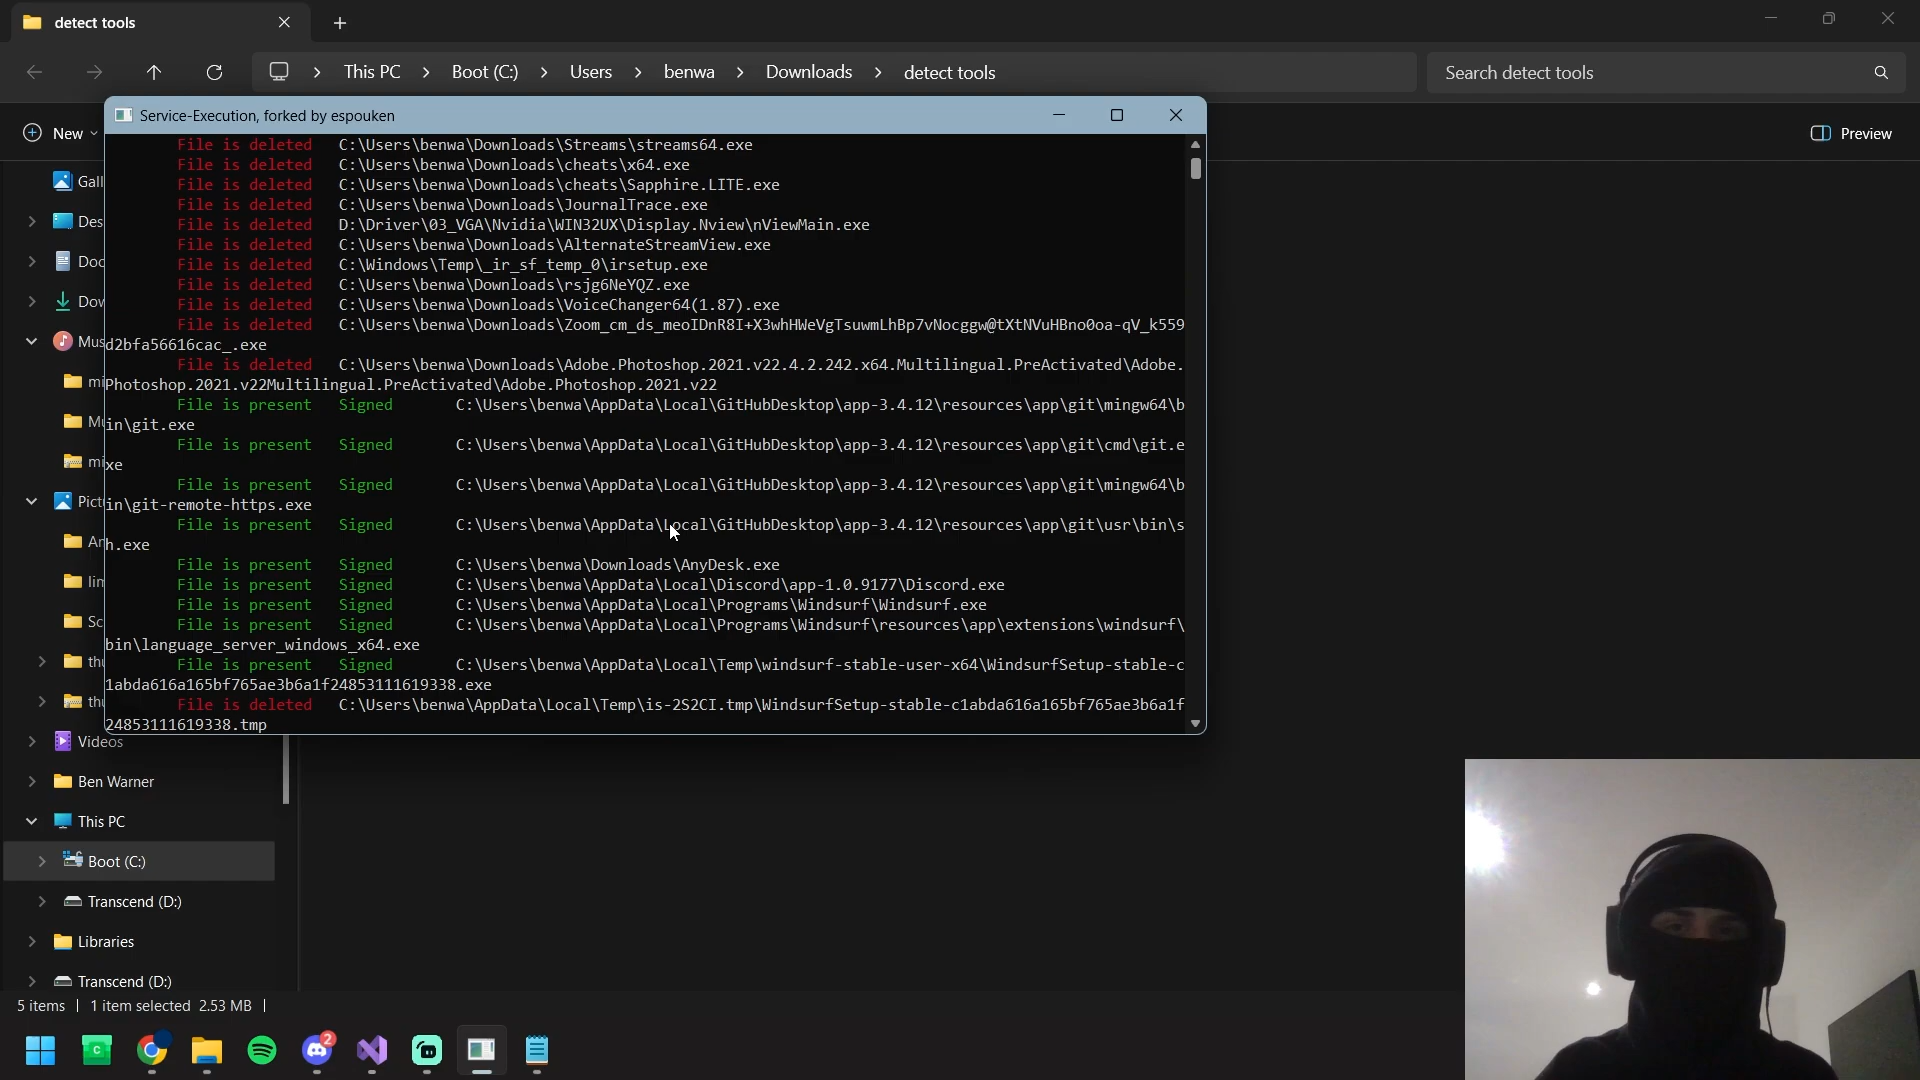 detect tools
This PC
Boot (C:)
Users
benwa
Downloads
detect tools
Search detect tools
New
Preview
Service-Execution, forked by espouken
File is deleted C:\Users\benwa\Downloads\Streams\streams64.exe
File is deleted C:\Users\benwa\Downloads\cheats\x64.exe
File is deleted C:\Users\benwa\Downloads\cheats\Sapphire.LITE.exe
File is deleted C:\Users\benwa\Downloads\JournalTrace.exe
File is deleted D:\Driver\03_VGA\Nvidia\WIN32UX\Display.Nview\nViewMain.exe
File is deleted C:\Users\benwa\Downloads\AlternateStreamView.exe
File is deleted C:\Windows\Temp\_ir_sf_temp_0\irsetup.exe
File is deleted C:\Users\benwa\Downloads\rsjg6NeYQZ.exe
File is deleted C:\Users\benwa\Downloads\VoiceChanger64(1.87).exe
File is deleted C:\Users\benwa\Downloads\Zoom_cm_ds_meoIDnR8I+X3whHWeVgTsuwmLhBp7vNocggw@tXtNVuHBno0oa-qV_k559
d2bfa56616cac_.exe
File is deleted C:\Users\benwa\Downloads\Adobe.Photoshop.2021.v22.4.2.242.x64.Multilingual.PreActivated\Adobe.
Photoshop.2021.v22Multilingual.PreActivated\Adobe.Photoshop.2021.v22
File is present Signed C:\Users\benwa\AppData\Local\GitHubDesktop\app-3.4.12\resources\app\git\mingw64\b
in\git.exe
File is present Signed C:\Users\benwa\AppData\Local\GitHubDesktop\app-3.4.12\resources\app\git\cmd\git.e
xe
File is present Signed C:\Users\benwa\AppData\Local\GitHubDesktop\app-3.4.12\resources\app\git\mingw64\b
in\git-remote-https.exe
File is present Signed C:\Users\benwa\AppData\Local\GitHubDesktop\app-3.4.12\resources\app\git\usr\bin\s
h.exe
File is present Signed C:\Users\benwa\Downloads\AnyDesk.exe
File is present Signed C:\Users\benwa\AppData\Local\Discord\app-1.0.9177\Discord.exe
File is present Signed C:\Users\benwa\AppData\Local\Programs\Windsurf\Windsurf.exe
File is present Signed C:\Users\benwa\AppData\Local\Programs\Windsurf\resources\app\extensions\windsurf\
bin\language_server_windows_x64.exe
File is present Signed C:\Users\benwa\AppData\Local\Temp\windsurf-stable-user-x64\WindsurfSetup-stable-c
1abda616a165bf765ae3b6a1f24853111619338.exe
File is deleted C:\Users\benwa\AppData\Local\Temp\is-2S2CI.tmp\WindsurfSetup-stable-c1abda616a165bf765ae3b6a1f
24853111619338.tmp
Gall
Des
Doc
Dow
Mus
mi
Mu
mi
Pict
An
lim
Sc
thu
thu
Videos
Ben Warner
This PC
Boot (C:)
Transcend (D:)
Libraries
Transcend (D:)
5 items
1 item selected 2.53 MB
C
2